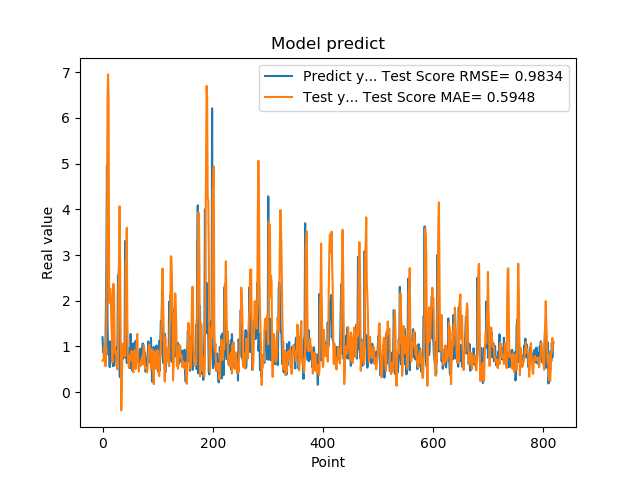 Model predict
Predict y... Test Score RMSE= 0.9834
Test y... Test Score MAE= 0.5948
7
6
5
4
3
2
1
0
Real value
0 200 400 600 800
Point